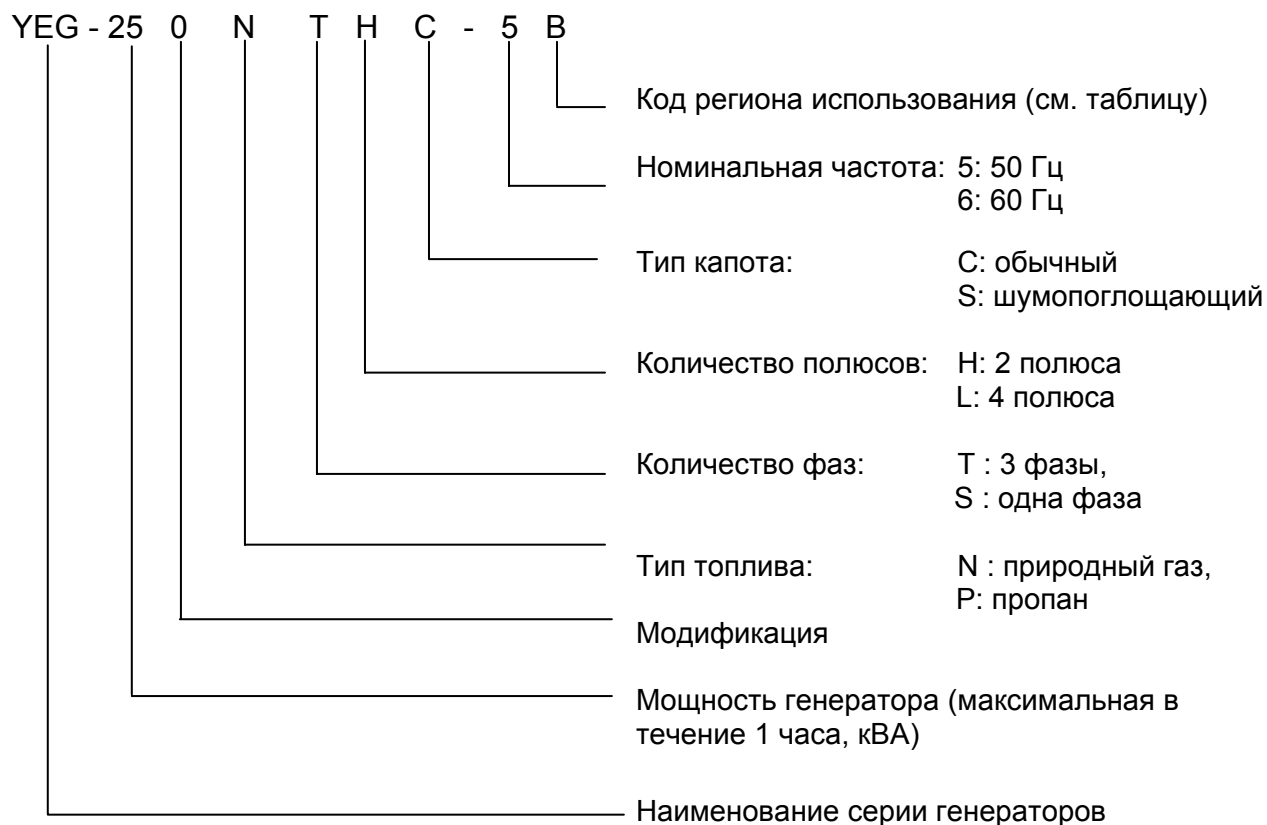 YEG - 25 0 N T H C - 5 B
Код региона использования (см. таблицу)
Номинальная частота: 5: 50 Гц
6: 60 Гц
Тип капота: C: обычный
S: шумопоглощающий
Количество полюсов: H: 2 полюса
L: 4 полюса
Количество фаз: T : 3 фазы,
S : одна фаза
Тип топлива: N : природный газ,
P: пропан
Модификация
Мощность генератора (максимальная в
течение 1 часа, кВА)
Наименование серии генераторов